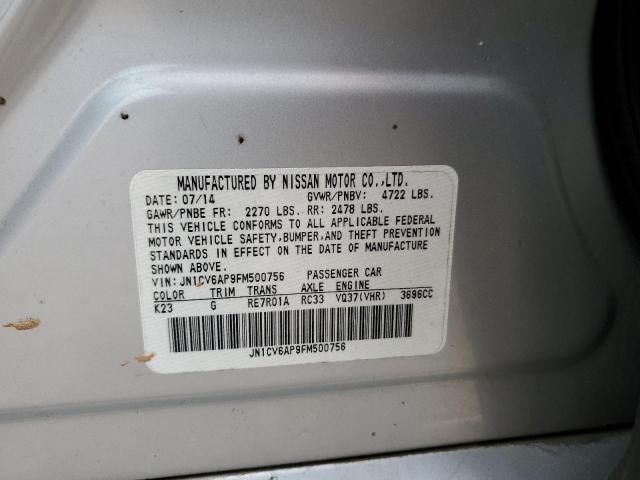 MANUFACTURED BY NISSAN MOTOR CO.,LTD.
DATE: 07/14 GVWR/PNBV: 4722 LBS.
GAWR/PNBE FR: 2270 LBS. RR: 2478 LBS.
THIS VEHICLE CONFORMS TO ALL APPLICABLE FEDERAL
MOTOR VEHICLE SAFETY, BUMPER, AND THEFT PREVENTION
STANDARDS IN EFFECT ON THE DATE OF MANUFACTURE
SHOWN ABOVE.
VIN: JN1CV6AP9FM500756 PASSENGER CAR
COLOR TRIM TRANS AXLE ENGINE
K23 G RE7R01A RC33 VQ37(VHR) 3696CC
JN1CV6AP9FM500756